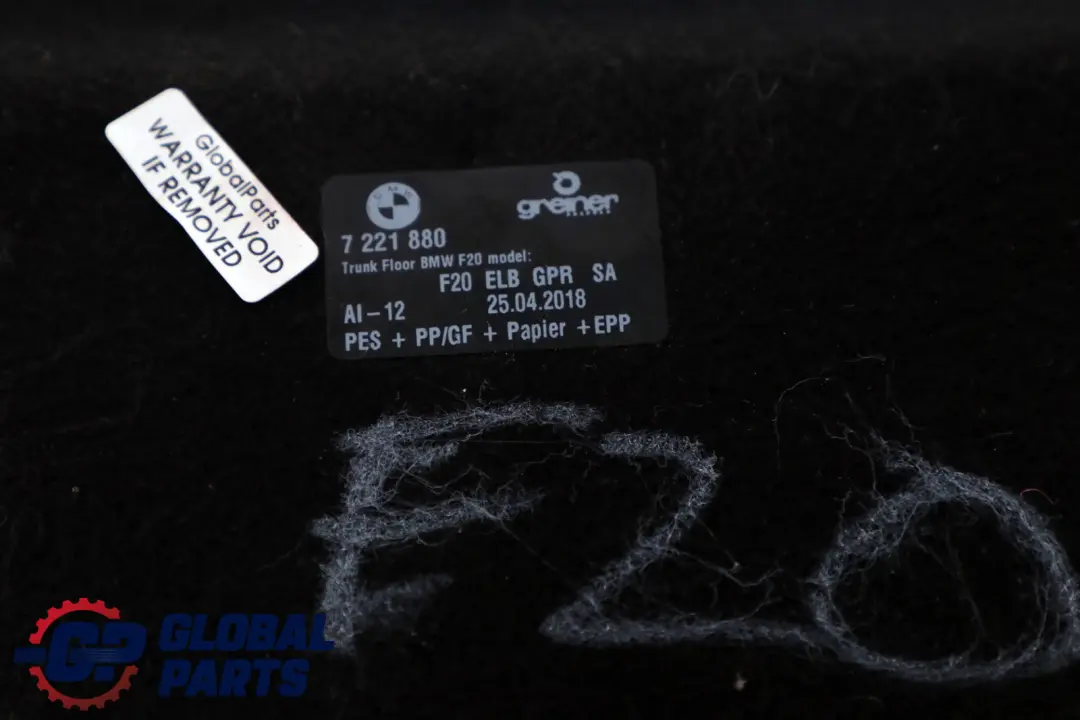 GlobalParts
WARRANTY VOID
IF REMOVED
BMW
greiner
7 221 880
Trunk Floor BMW F20 model:
F20 ELB GPR SA
AI-12 25.04.2018
PES + PP/GF + Papier +EPP
F20
GP GLOBAL
PARTS